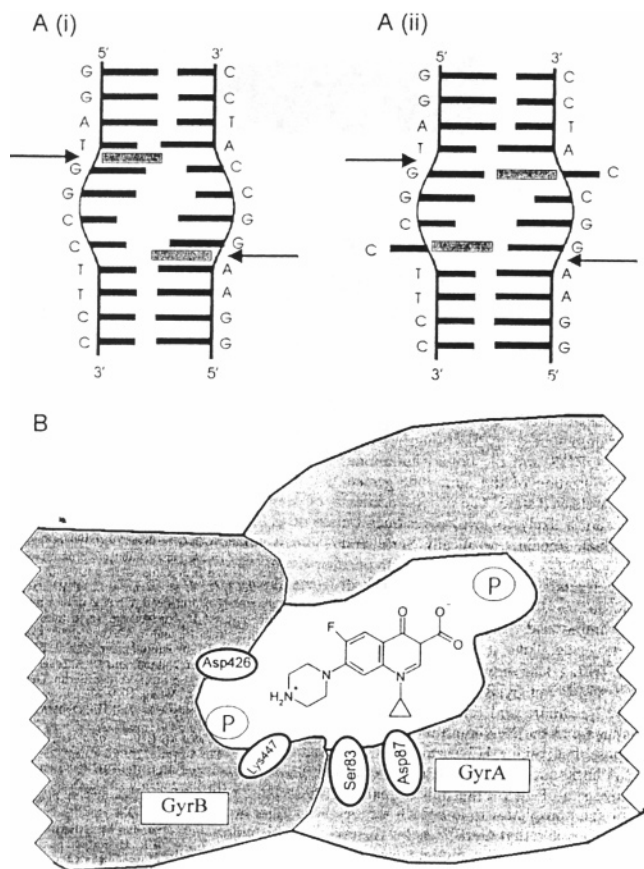 A (i) A (ii)
5' 3' 5' 3'
G C G C
G C G C
A T A T
T A T A
G C G C
G C G C
C G C G
C G C G
T A T A
T A T A
C G C G
C G C G
3' 5' 3' 5'
B
P
O
O
O⁻
F
Asp426
N
N
H₂N⁺
P
Lys447
Ser83
Asp87
GyrB
GyrA